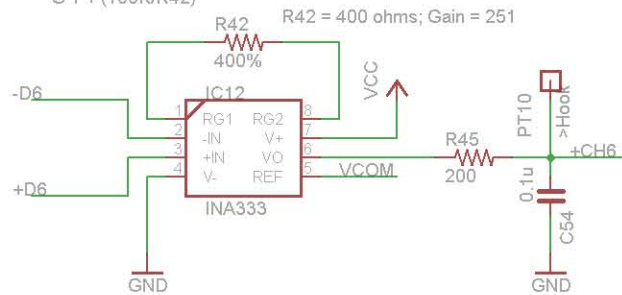 R42 = 400 ohms; Gain = 251
R42
400%
IC12
-D6
+D6
1
2
3
4
RG1
-IN
+IN
V-
RG2
V+
VO
REF
8
7
6
5
INA333
VCC
VCOM
R45
200
PT10
>Hook
+CH6
0.1u
C54
GND
GND